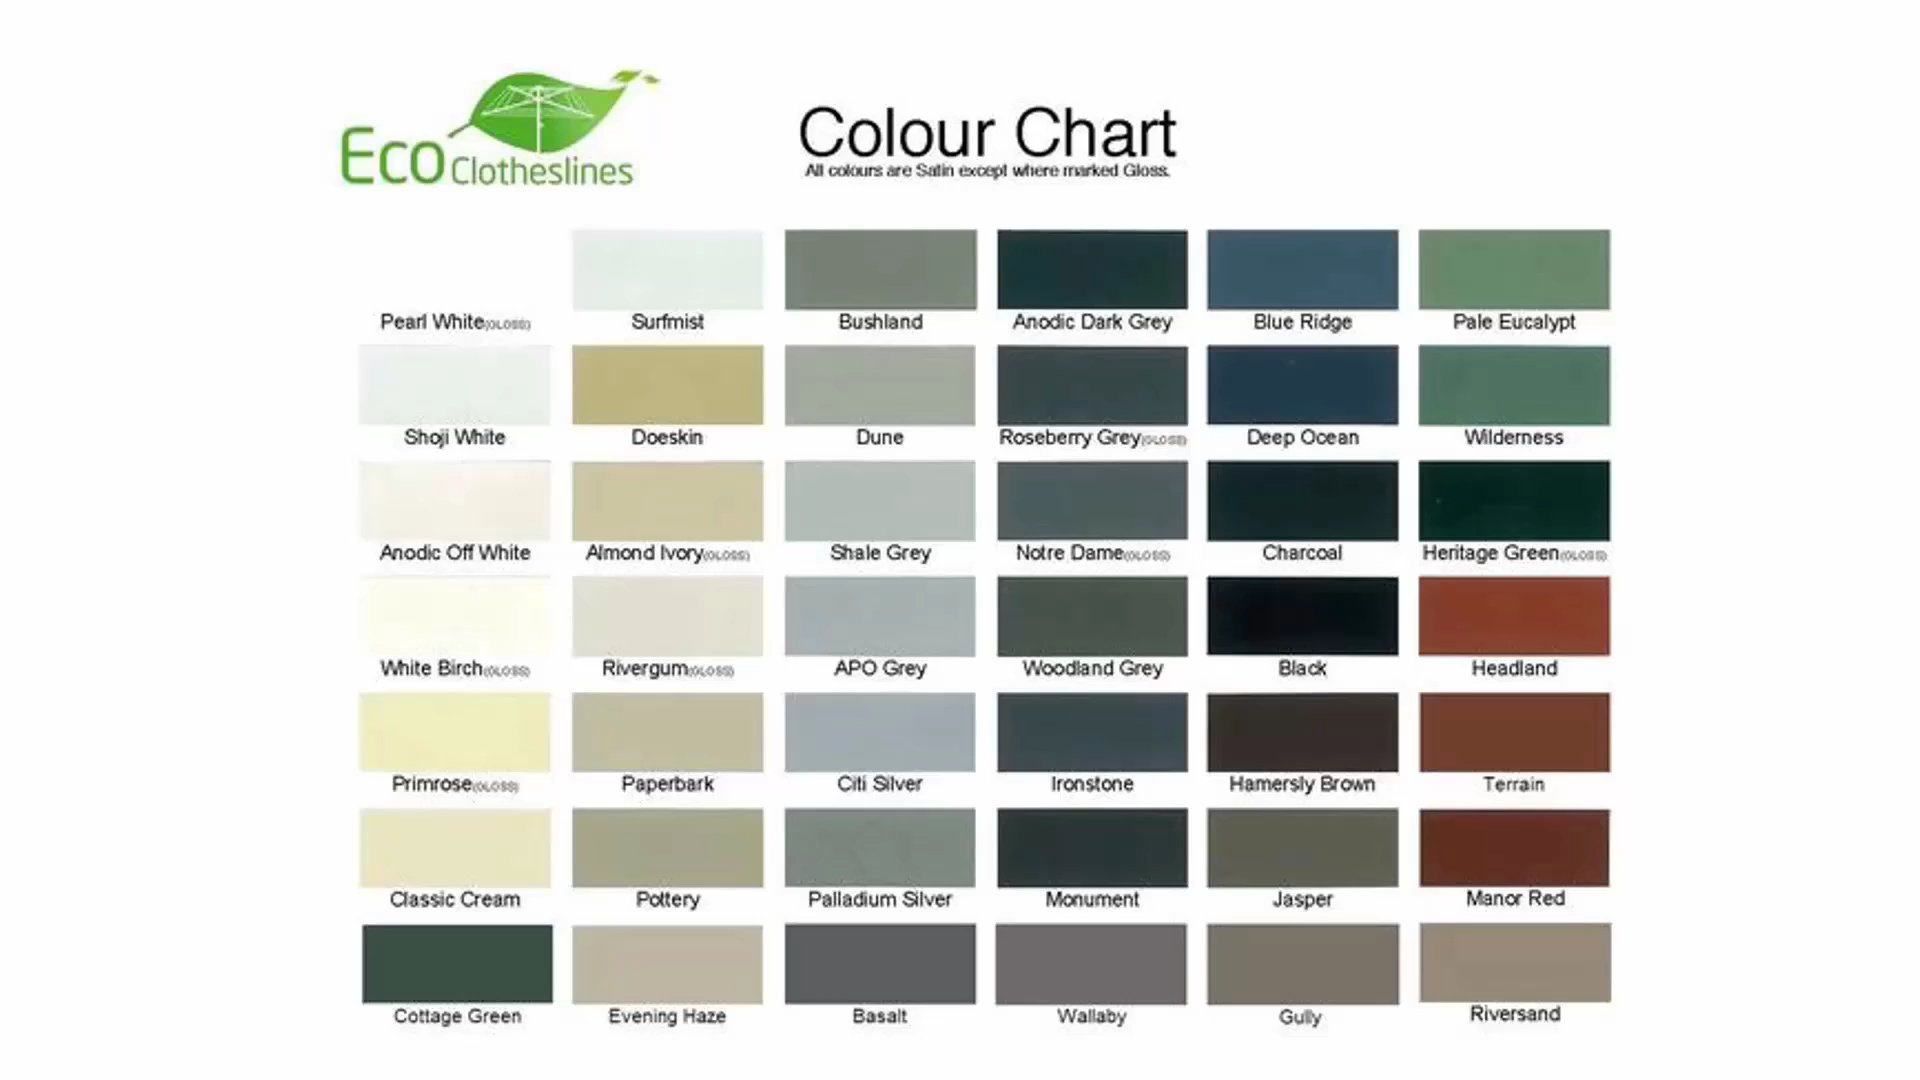 Eco Clotheslines
Colour Chart
All colours are Satin except where marked Gloss.
Pearl White(GLOSS) Surfmist Bushland Anodic Dark Grey Blue Ridge Pale Eucalypt
Shoji White Doeskin Dune Roseberry Grey(GLOSS) Deep Ocean Wilderness
Anodic Off White Almond Ivory(GLOSS) Shale Grey Notre Dame(GLOSS) Charcoal Heritage Green(GLOSS)
White Birch(GLOSS) Rivergum(GLOSS) APO Grey Woodland Grey Black Headland
Primrose(GLOSS) Paperbark Citi Silver Ironstone Hamersly Brown Terrain
Classic Cream Pottery Palladium Silver Monument Jasper Manor Red
Cottage Green Evening Haze Basalt Wallaby Gully Riversand